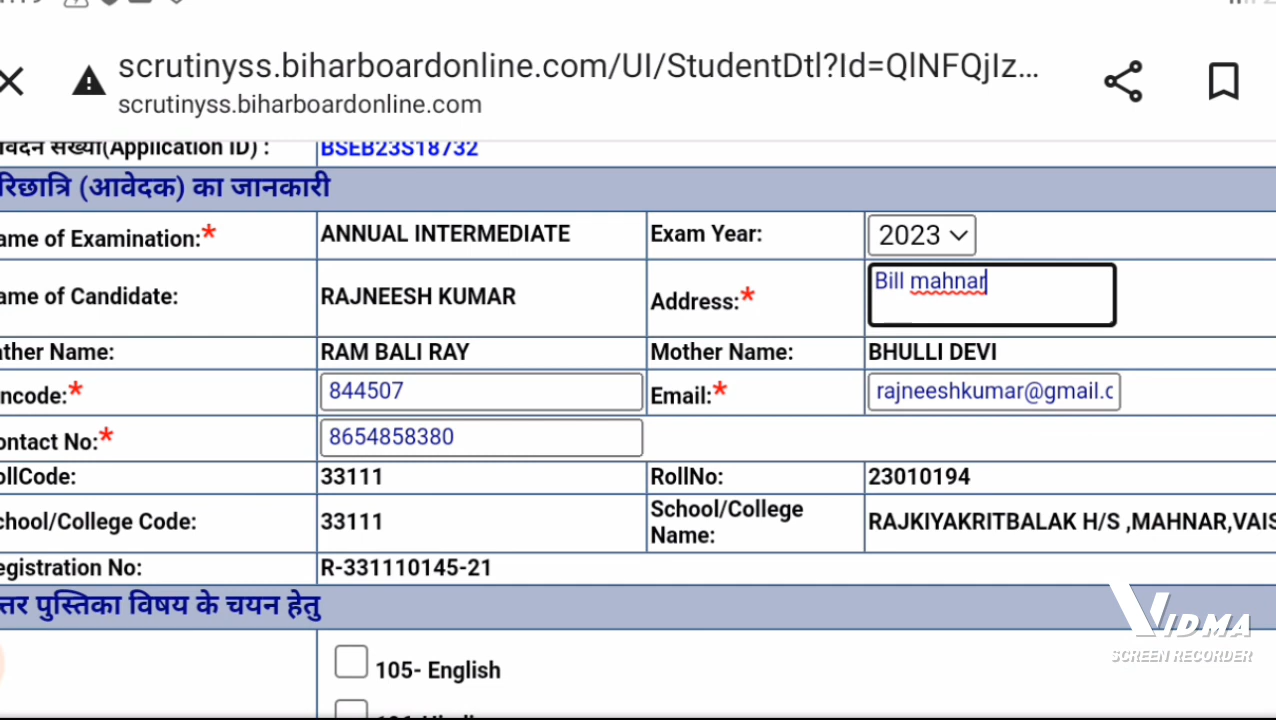 scrutinyss.biharboardonline.com/UI/StudentDtl?Id=QlNFQjIz...
scrutinyss.biharboardonline.com
वेदन संख्या(Application ID) : BSEB23S18732
रिछात्रि (आवेदक) का जानकारी
ame of Examination:* ANNUAL INTERMEDIATE Exam Year: 2023
ame of Candidate: RAJNEESH KUMAR Address:* Bill mahnar
ather Name: RAM BALI RAY Mother Name: BHULLI DEVI
ncode:* 844507 Email:* rajneeshkumar@gmail.c
ontact No:* 8654858380
ollCode: 33111 RollNo: 23010194
chool/College Code: 33111 School/College Name: RAJKIYAKRITBALAK H/S ,MAHNAR,VAIS
egistration No: R-331110145-21
त्तर पुस्तिका विषय के चयन हेतु
105- English
VIDMA
SCREEN RECORDER